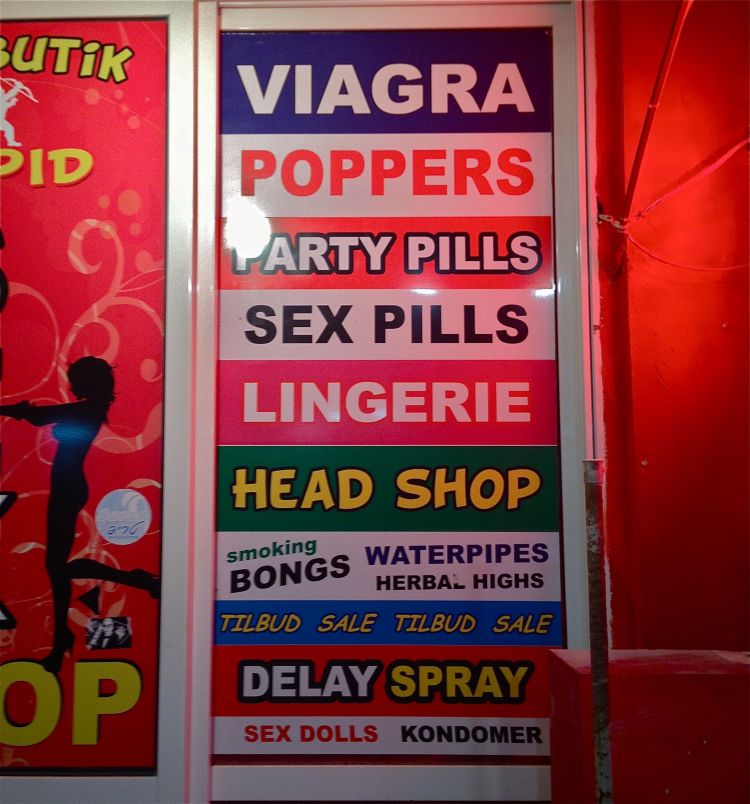 BUTiK
PID
OP
VIAGRA
POPPERS
PARTY PILLS
SEX PILLS
LINGERIE
HEAD SHOP
smoking
BONGS
WATERPIPES
HERBAL HIGHS
TILBUD SALE TILBUD SALE
DELAY SPRAY
SEX DOLLS KONDOMER